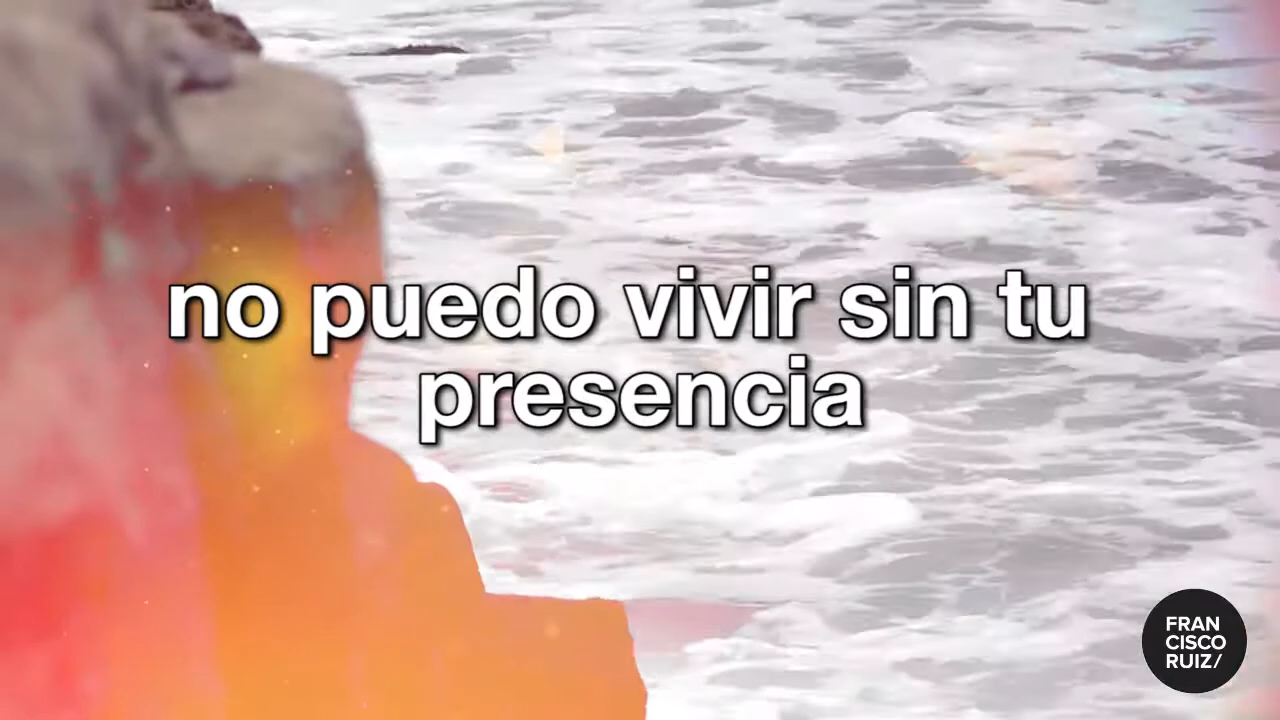 no puedo vivir sin tu
presencia
FRAN
CISCO
RUIZ/